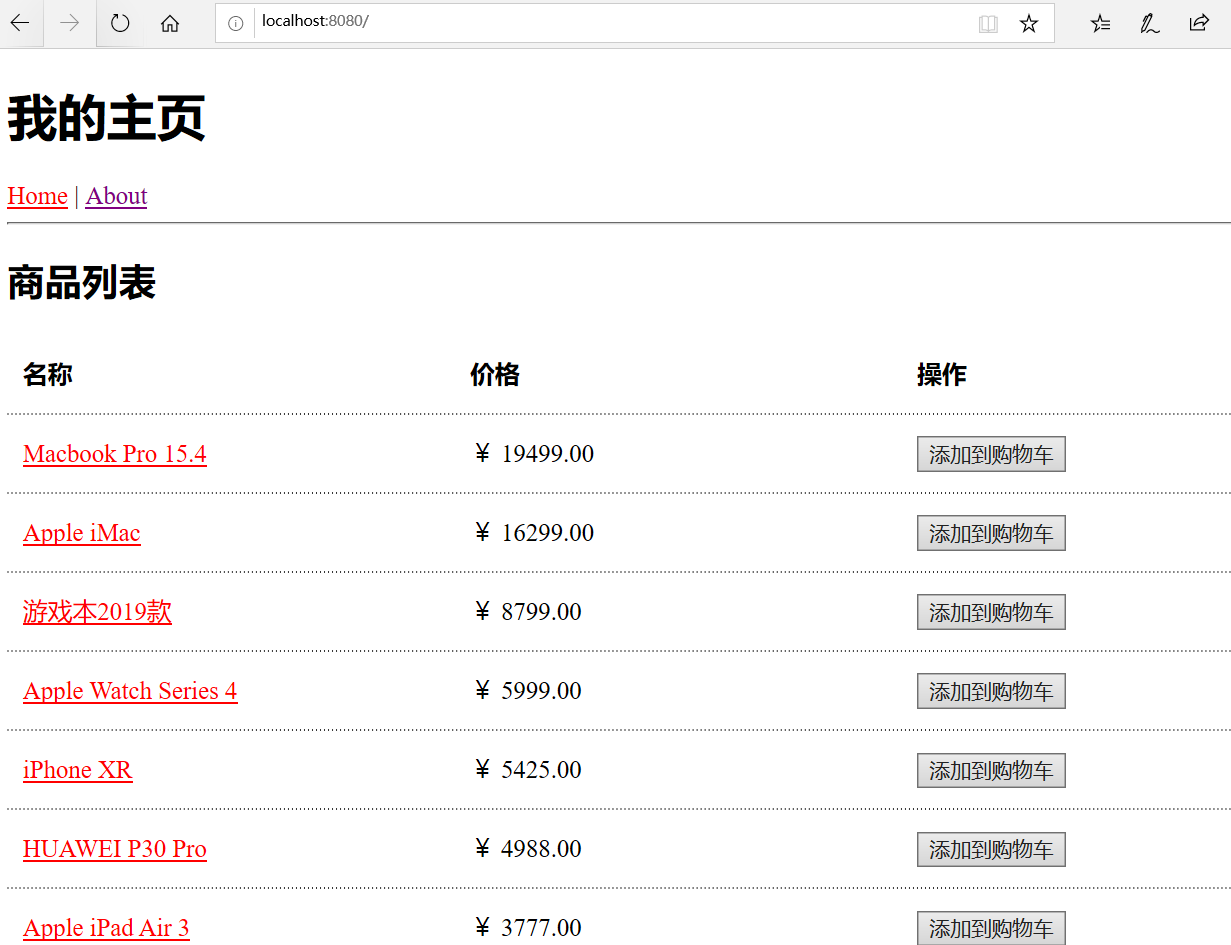 localhost:8080/
我的主页
Home | About
商品列表
名称 价格 操作
Macbook Pro 15.4 ￥ 19499.00 添加到购物车
Apple iMac ￥ 16299.00 添加到购物车
游戏本2019款 ￥ 8799.00 添加到购物车
Apple Watch Series 4 ￥ 5999.00 添加到购物车
iPhone XR ￥ 5425.00 添加到购物车
HUAWEI P30 Pro ￥ 4988.00 添加到购物车
Apple iPad Air 3 ￥ 3777.00 添加到购物车